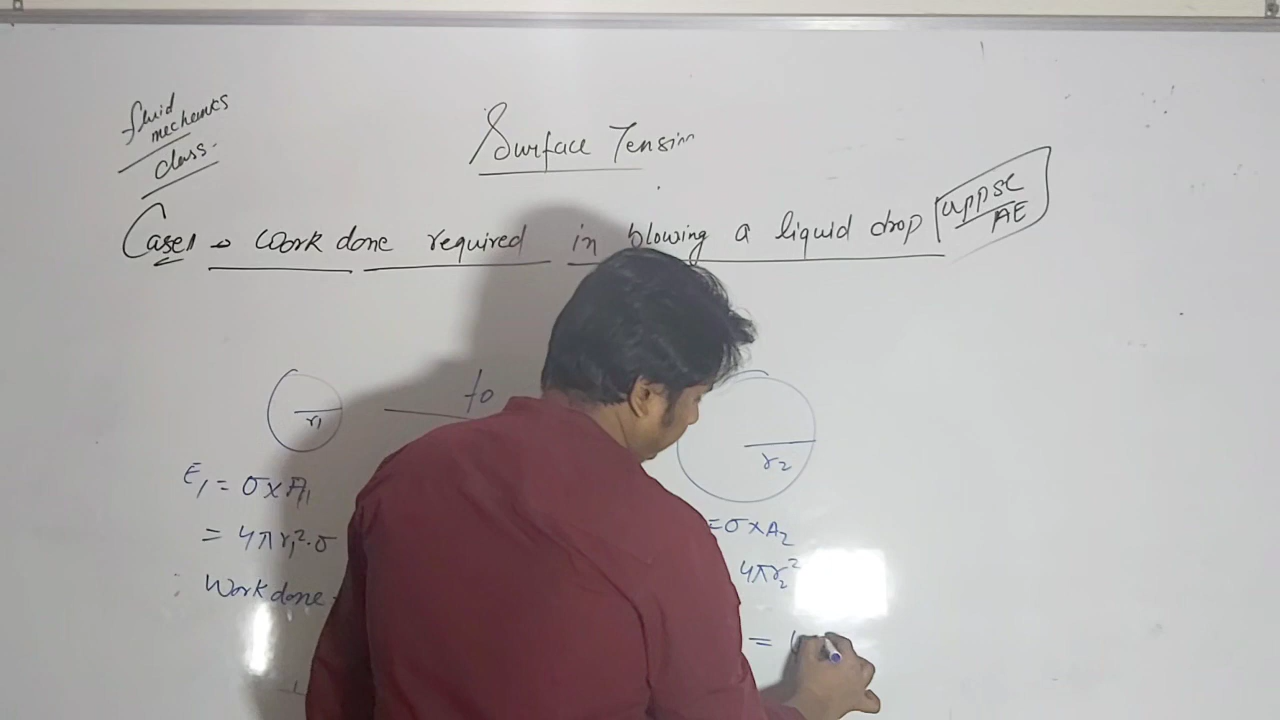 fluid
mechanics
class.
Surface Tension
Case1 → Work done required in blowing a liquid drop
uppsc
AE
r1
to
r2
E1 = σ×A1
= 4πr1²·σ
∴ Work done
=σ×A2
4πr2²
=